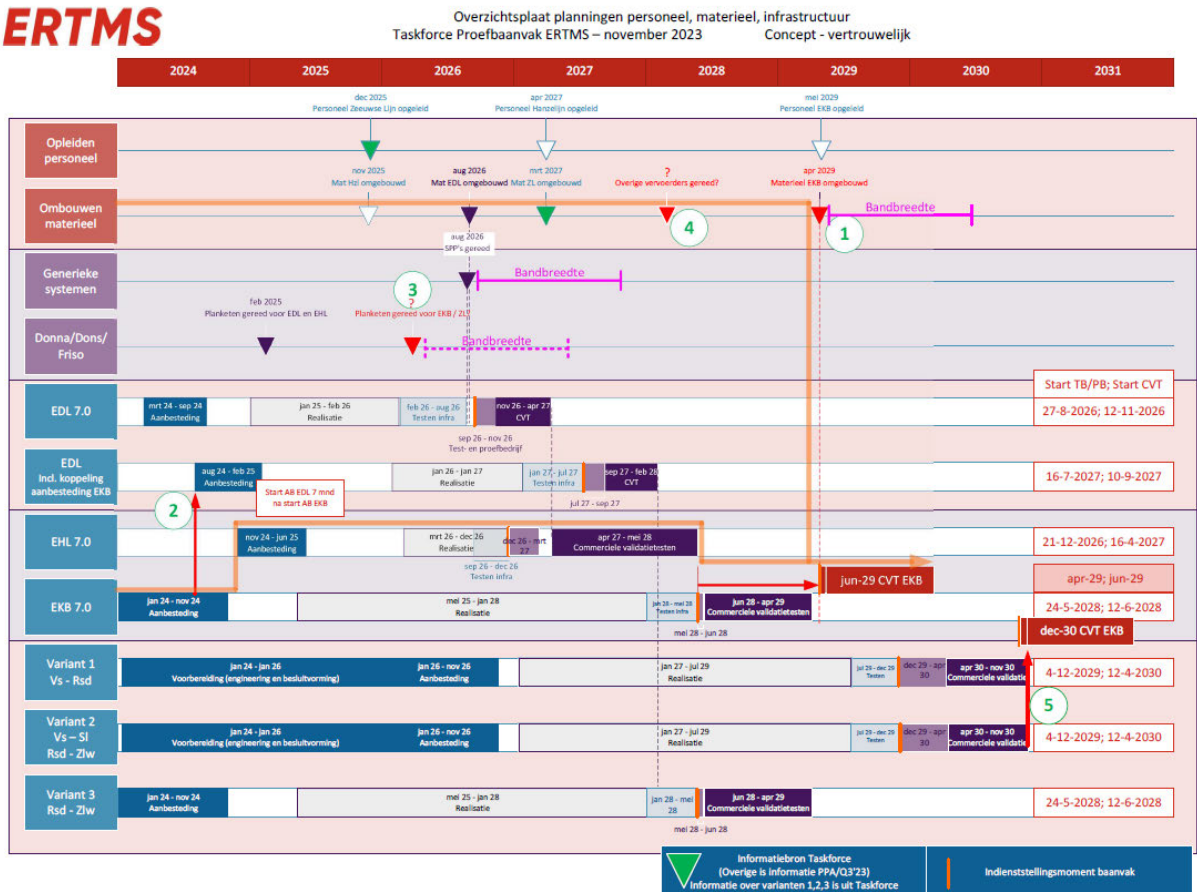 ERTMS
Overzichtsplaat planningen personeel, materieel, infrastructuur
Taskforce Proefbaanvak ERTMS – november 2023 Concept - vertrouwelijk
2024 2025 2026 2027 2028 2029 2030 2031
dec 2025
Personeel Zeeuwse Lijn opgeleid
apr 2027
Personeel Hanzelijn opgeleid
mei 2029
Personeel EKB opgeleid
Opleiden
personeel
nov 2025
Mat Hzl omgebouwd
aug 2026
Mat EDL omgebouwd
mrt 2027
Mat ZL omgebouwd
?
Overige vervoerders gereed?
apr 2029
Materieel EKB omgebouwd
Ombouwen
materieel
Bandbreedte
4
1
aug 2026
SPP's gereed
Generieke
systemen
Bandbreedte
3
feb 2025
Planketen gereed voor EDL en EHL
?
Planketen gereed voor EKB / ZL
Donna/Dons/
Friso
Bandbreedte
Start TB/PB; Start CVT
EDL 7.0
mrt 24 - sep 24
Aanbesteding
jan 25 - feb 26
Realisatie
feb 26 - aug 26
Testen infra
nov 26 - apr 27
CVT
27-8-2026; 12-11-2026
sep 26 - nov 26
Test- en proefbedrijf
EDL
Incl. koppeling
aanbesteding EKB
aug 24 - feb 25
Aanbesteding
jan 26 - jan 27
Realisatie
jan 27 - jul 27
Testen infra
sep 27 - feb 28
CVT
16-7-2027; 10-9-2027
Start AB EDL 7 mnd
na start AB EKB
2
jul 27 - sep 27
EHL 7.0
nov 24 - jun 25
Aanbesteding
mrt 26 - dec 26
Realisatie
dec 26 - mrt
27
apr 27 - mei 28
Commerciele validatietesten
21-12-2026; 16-4-2027
sep 26 - dec 26
Testen infra
jun-29 CVT EKB
apr-29; jun-29
EKB 7.0
jan 24 - nov 24
Aanbesteding
mei 25 - jan 28
Realisatie
jan 28 - mei 28
Testen infra
jun 28 - apr 29
Commerciele validatietesten
24-5-2028; 12-6-2028
mei 28 - jun 28
dec-30 CVT EKB
Variant 1
Vs - Rsd
jan 24 - jan 26
Voorbereiding (engineering en besluitvorming)
jan 26 - nov 26
Aanbesteding
jan 27 - jul 29
Realisatie
jul 29 - dec 29
Testen
dec 29 - apr
30
apr 30 - nov 30
Commerciele validatie
4-12-2029; 12-4-2030
5
Variant 2
Vs – Sl
Rsd - Zlw
jan 24 - jan 26
Voorbereiding (engineering en besluitvorming)
jan 26 - nov 26
Aanbesteding
jan 27 - jul 29
Realisatie
jul 29 - dec 29
Testen
dec 29 - apr
30
apr 30 - nov 30
Commerciele validatie
4-12-2029; 12-4-2030
Variant 3
Rsd - Zlw
jan 24 - nov 24
Aanbesteding
mei 25 - jan 28
Realisatie
jan 28 - mei
28
jun 28 - apr 29
Commerciele validatietesten
24-5-2028; 12-6-2028
mei 28 - jun 28
Informatiebron Taskforce
(Overige is informatie PPA/Q3'23)
Informatie over varianten 1,2,3 is uit Taskforce
Indienststellingsmoment baanvak